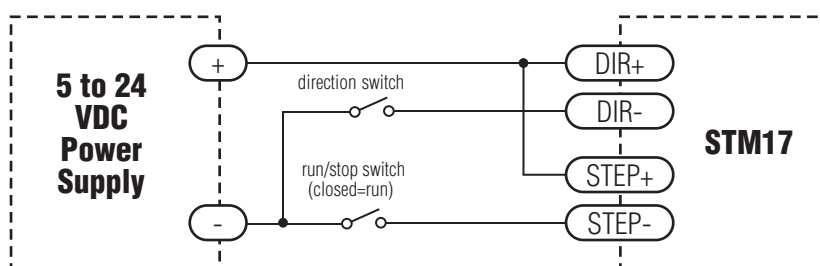 5 to 24
VDC
Power
Supply
+
-
direction switch
run/stop switch
(closed=run)
DIR+
DIR-
STEP+
STEP-
STM17